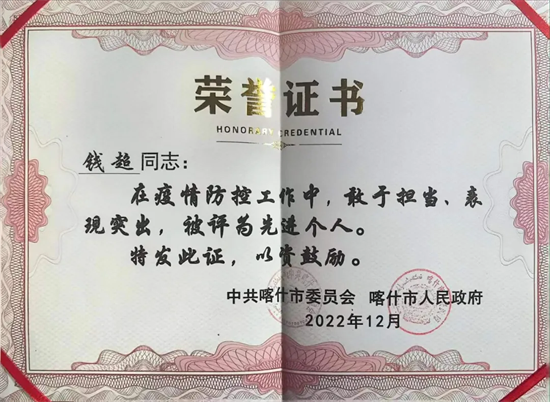 荣誉证书
HONORARY CREDENTIAL
钱超同志：
在疫情防控工作中，敢于担当、表
现突出，被评为先进个人。
特发此证，以资鼓励。
中共喀什市委员会 喀什市人民政府
2022年12月